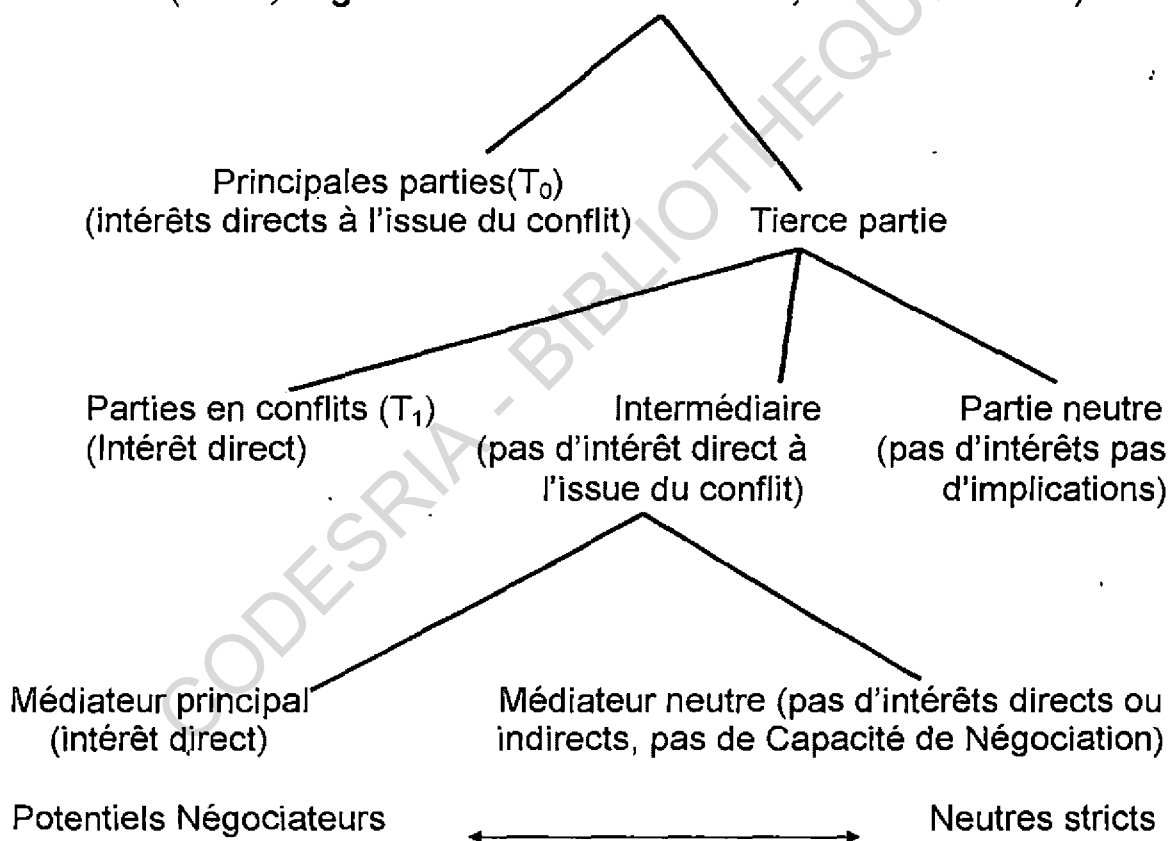 Principales parties(T₀)
(intérêts directs à l'issue du conflit)
Tierce partie
Parties en conflits (T₁)
(Intérêt direct)
Intermédiaire
(pas d'intérêt direct à
l'issue du conflit)
Partie neutre
(pas d'intérêts pas
d'implications)
Médiateur principal
(intérêt direct)
Médiateur neutre (pas d'intérêts directs ou
indirects, pas de Capacité de Négociation)
Potentiels Négociateurs
Neutres stricts
CODESRIA - BIBLIOTHEQU